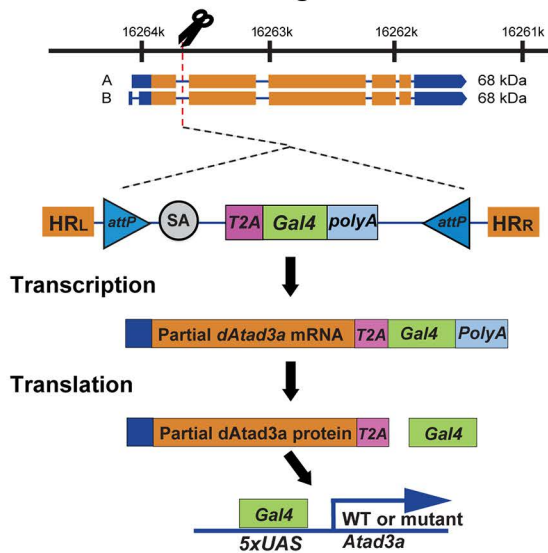 16264k 16263k 16262k 16261k
A 68 kDa
B 68 kDa
HRL attP SA T2A Gal4 polyA attP HRR
Transcription
Partial dAtad3a mRNA T2A Gal4 PolyA
Translation
Partial dAtad3a protein T2A Gal4
Gal4
WT or mutant
5xUAS Atad3a